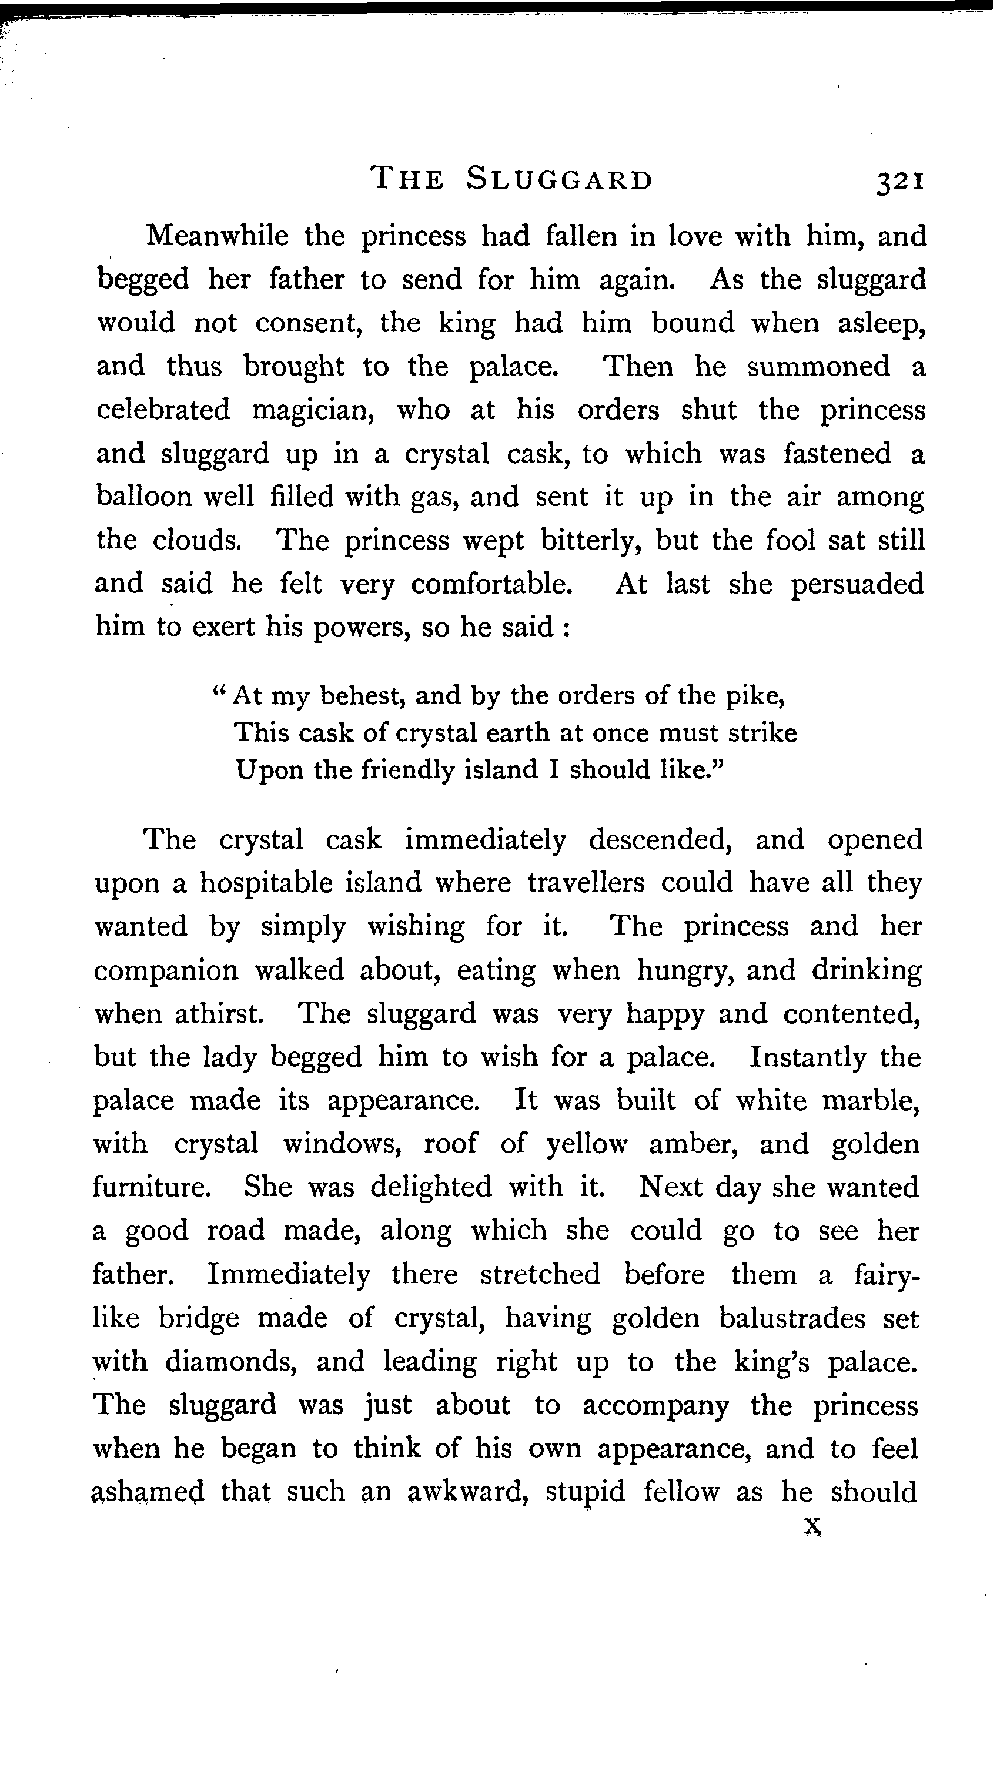 THE SLUGGARD 321
Meanwhile the princess had fallen in love with him, and
begged her father to send for him again. As the sluggard
would not consent, the king had him bound when asleep,
and thus brought to the palace. Then he summoned a
celebrated magician, who at his orders shut the princess
and sluggard up in a crystal cask, to which was fastened a
balloon well filled with gas, and sent it up in the air among
the clouds. The princess wept bitterly, but the fool sat still
and said he felt very comfortable. At last she persuaded
him to exert his powers, so he said :
“ At my behest, and by the orders of the pike,
This cask of crystal earth at once must strike
Upon the friendly island I should like.”
The crystal cask immediately descended, and opened
upon a hospitable island where travellers could have all they
wanted by simply wishing for it. The princess and her
companion walked about, eating when hungry, and drinking
when athirst. The sluggard was very happy and contented,
but the lady begged him to wish for a palace. Instantly the
palace made its appearance. It was built of white marble,
with crystal windows, roof of yellow amber, and golden
furniture. She was delighted with it. Next day she wanted
a good road made, along which she could go to see her
father. Immediately there stretched before them a fairy-
like bridge made of crystal, having golden balustrades set
with diamonds, and leading right up to the king's palace.
The sluggard was just about to accompany the princess
when he began to think of his own appearance, and to feel
ashamed that such an awkward, stupid fellow as he should
X